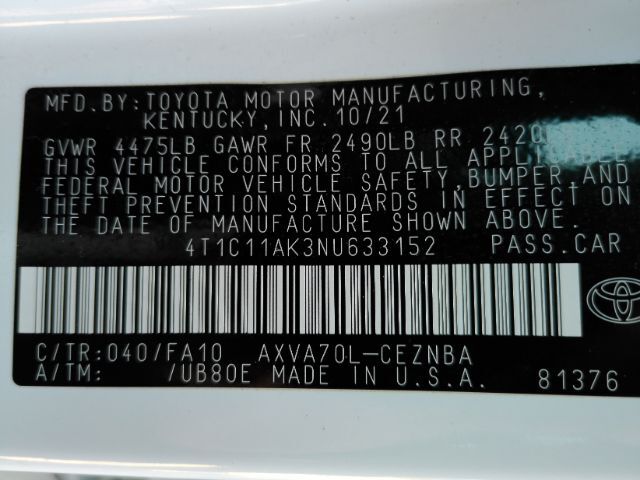 MFD.BY: TOYOTA MOTOR MANUFACTURING,
KENTUCKY, INC. 10/21
GVWR 4475LB GAWR FR 2490LB RR 2420
THIS VEHICLE CONFORMS TO ALL APPLICABLE
FEDERAL MOTOR VEHICLE SAFETY, BUMPER, AND
THEFT PREVENTION STANDARDS IN EFFECT ON
THE DATE OF MANUFACTURE SHOWN ABOVE.
4T1C11AK3NU633152 PASS.CAR
C/TR:040/FA10 AXVA70L-CEZNBA
A/TM: /UB80E MADE IN U.S.A. 81376